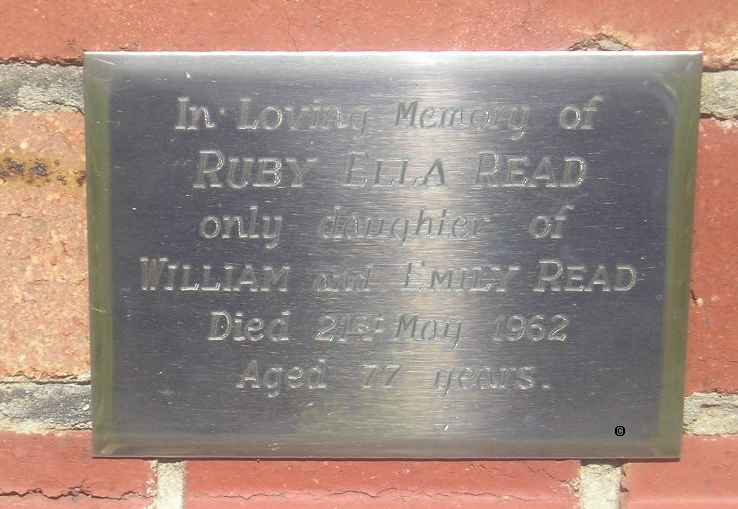 In Loving Memory of
RUBY ELLA READ
only daughter of
WILLIAM and EMILY READ
Died 21st May 1962
Aged 77 years.
©